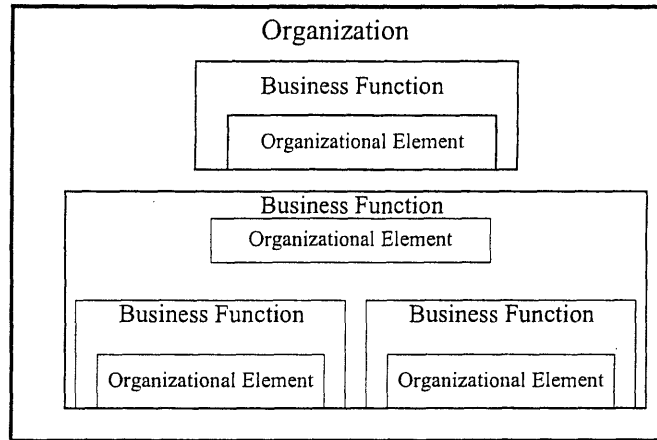 Organization
Business Function
Organizational Element
Business Function
Organizational Element
Business Function
Business Function
Organizational Element
Organizational Element